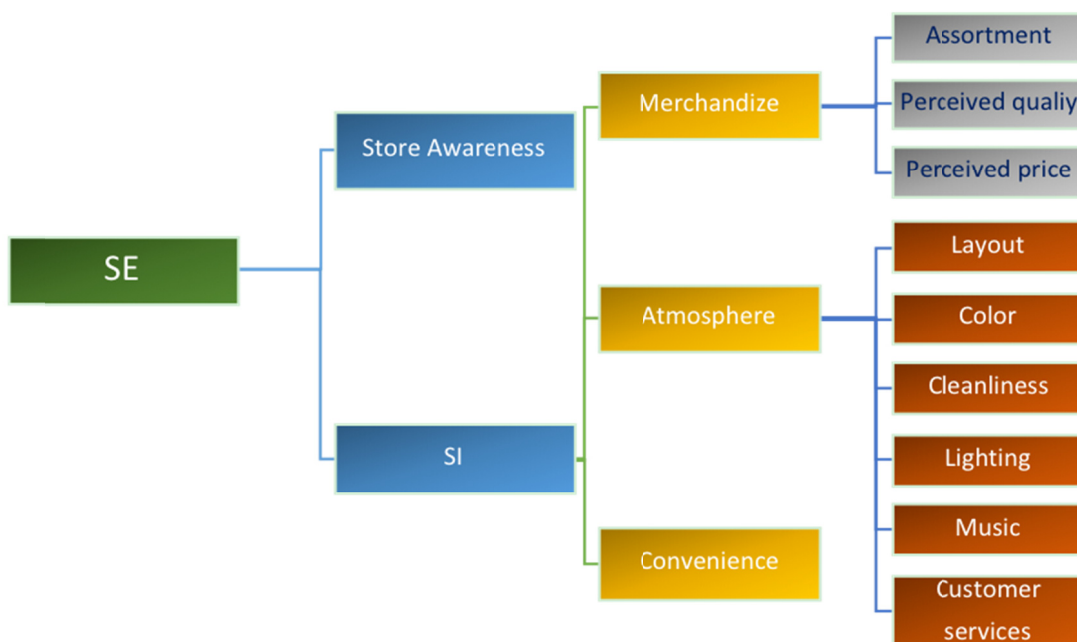 SE
Store Awareness
SI
Merchandize
Atmosphere
Convenience
Assortment
Perceived qualiy
Perceived price
Layout
Color
Cleanliness
Lighting
Music
Customer
services